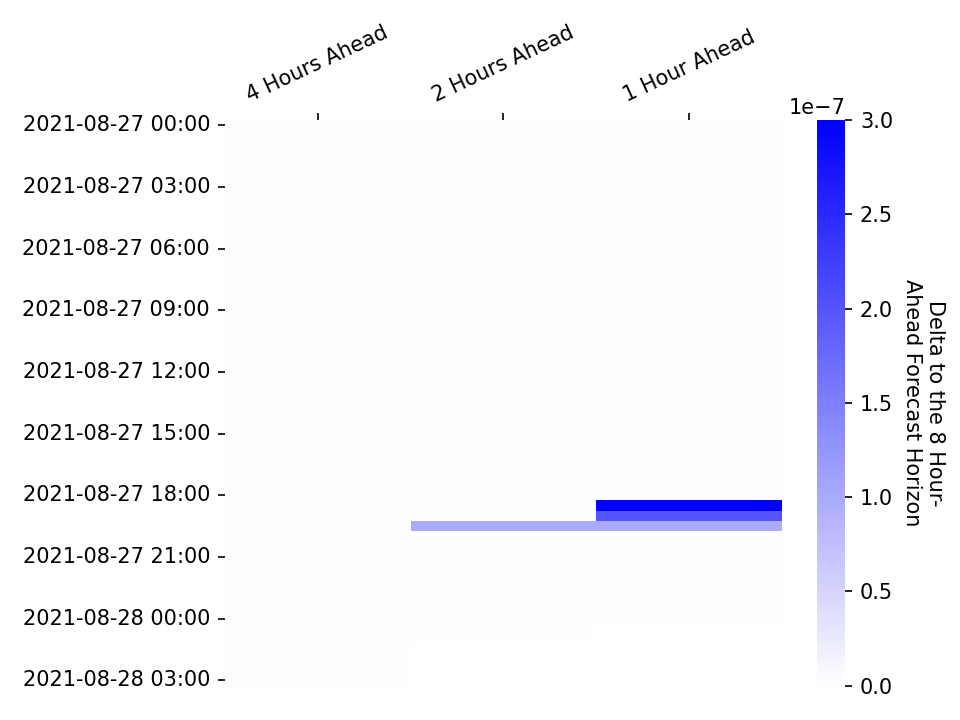 4 Hours Ahead
2 Hours Ahead
1 Hour Ahead
1e−7
2021-08-27 00:00
2021-08-27 03:00
2021-08-27 06:00
2021-08-27 09:00
2021-08-27 12:00
2021-08-27 15:00
2021-08-27 18:00
2021-08-27 21:00
2021-08-28 00:00
2021-08-28 03:00
3.0
2.5
2.0
1.5
1.0
0.5
0.0
Delta to the 8 Hour-
Ahead Forecast Horizon